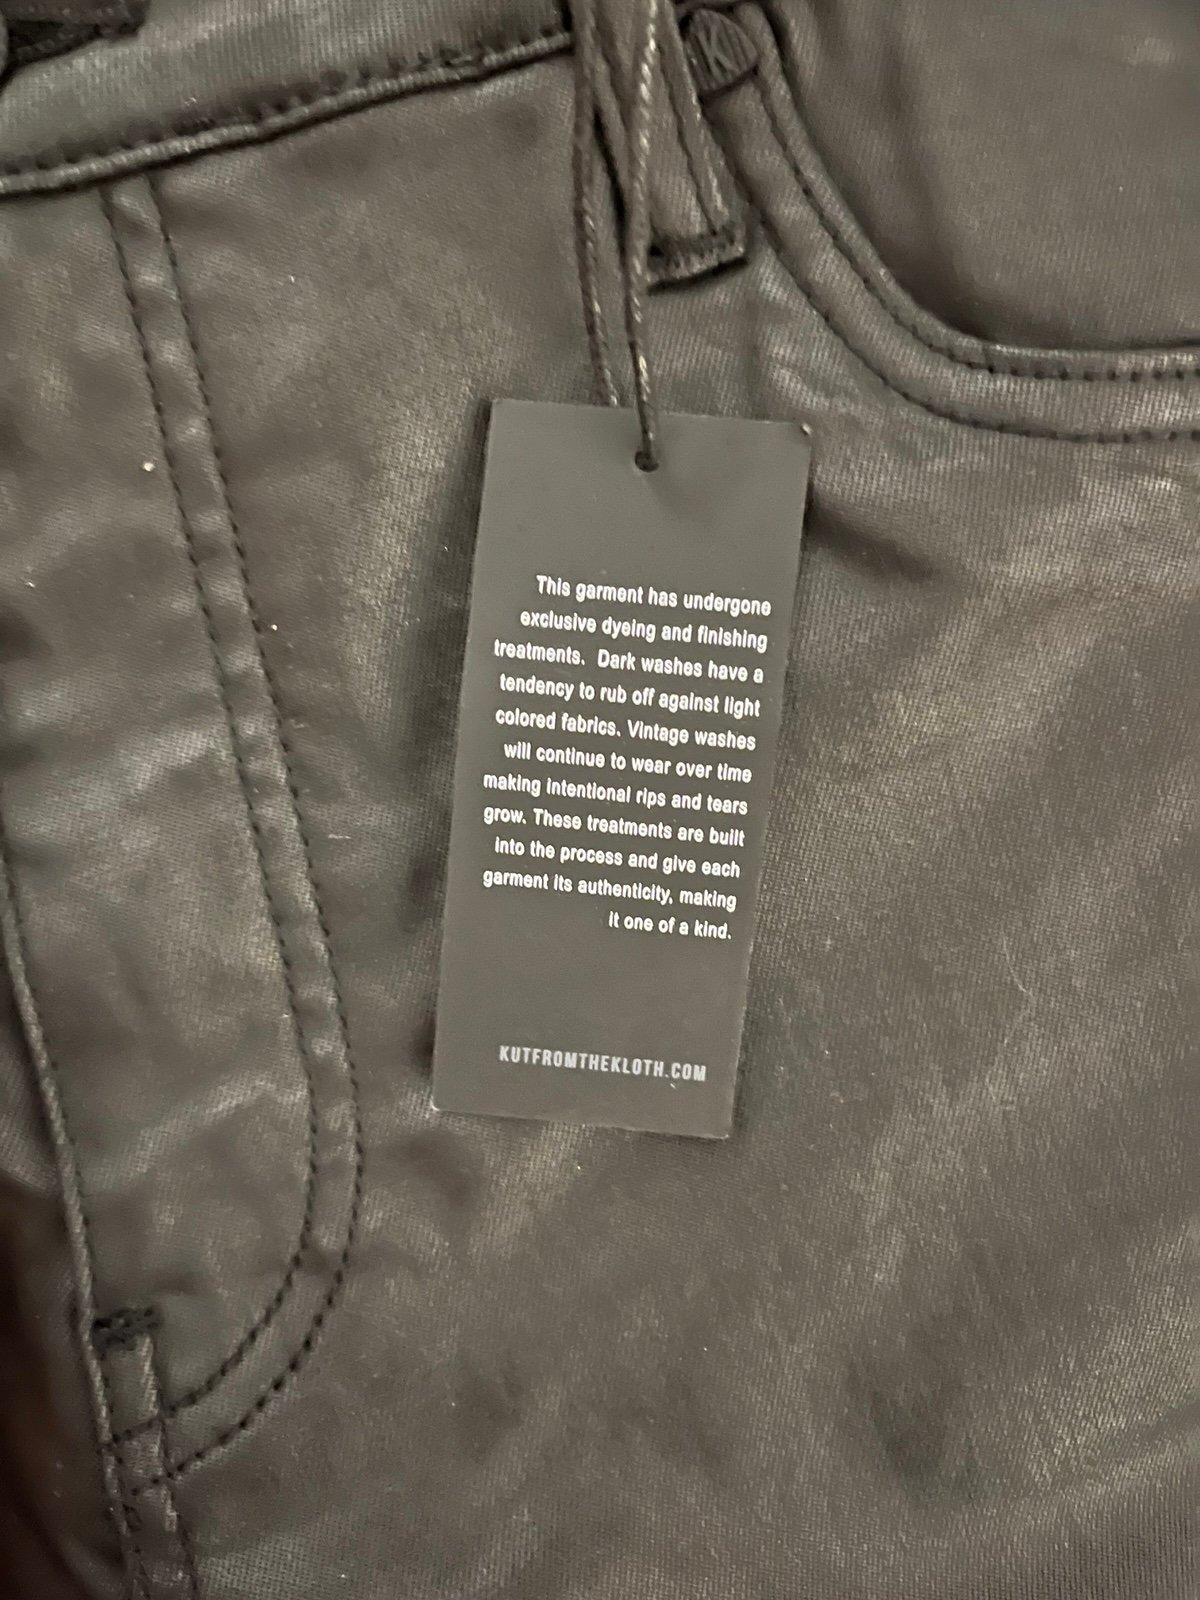 K
This garment has undergone
exclusive dyeing and finishing
treatments.  Dark washes have a
tendency to rub off against light
colored fabrics. Vintage washes
will continue to wear over time
making intentional rips and tears
grow. These treatments are built
into the process and give each
garment its authenticity, making
it one of a kind.
KUTFROMTHEKLOTH.COM